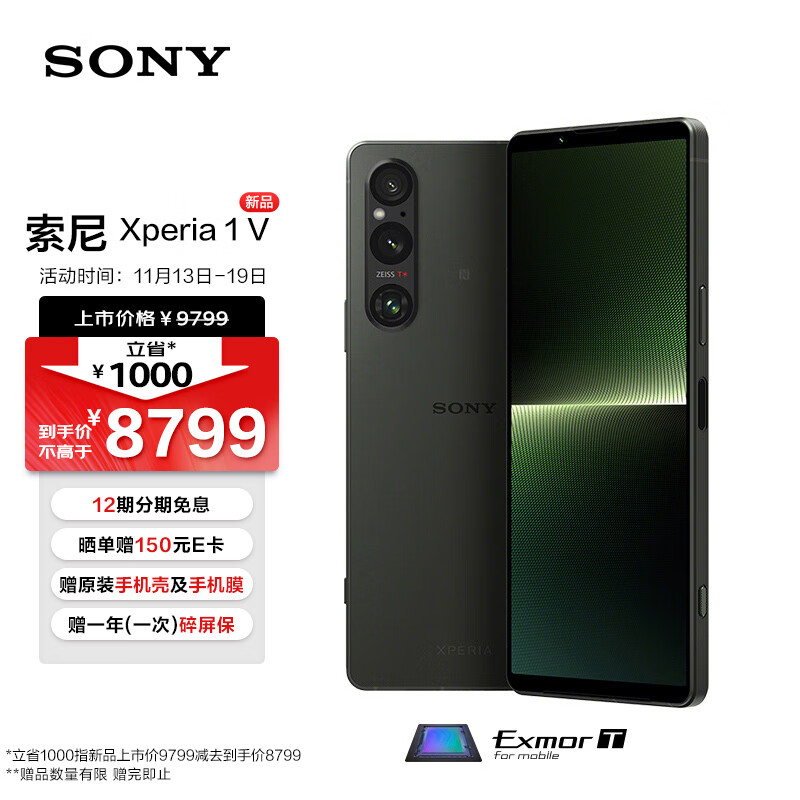 SONY
新品
索尼 Xperia 1 V
活动时间：11月13日-19日
上市价格￥9799
立省*
￥1000
到手价
不高于
￥8799
12期分期免息
晒单赠150元E卡
赠原装手机壳及手机膜
赠一年(一次)碎屏保
ZEISS T*
SONY
XPERIA
Exmor T
for mobile
*立省1000指新品上市价9799减去到手价8799
**赠品数量有限 赠完即止